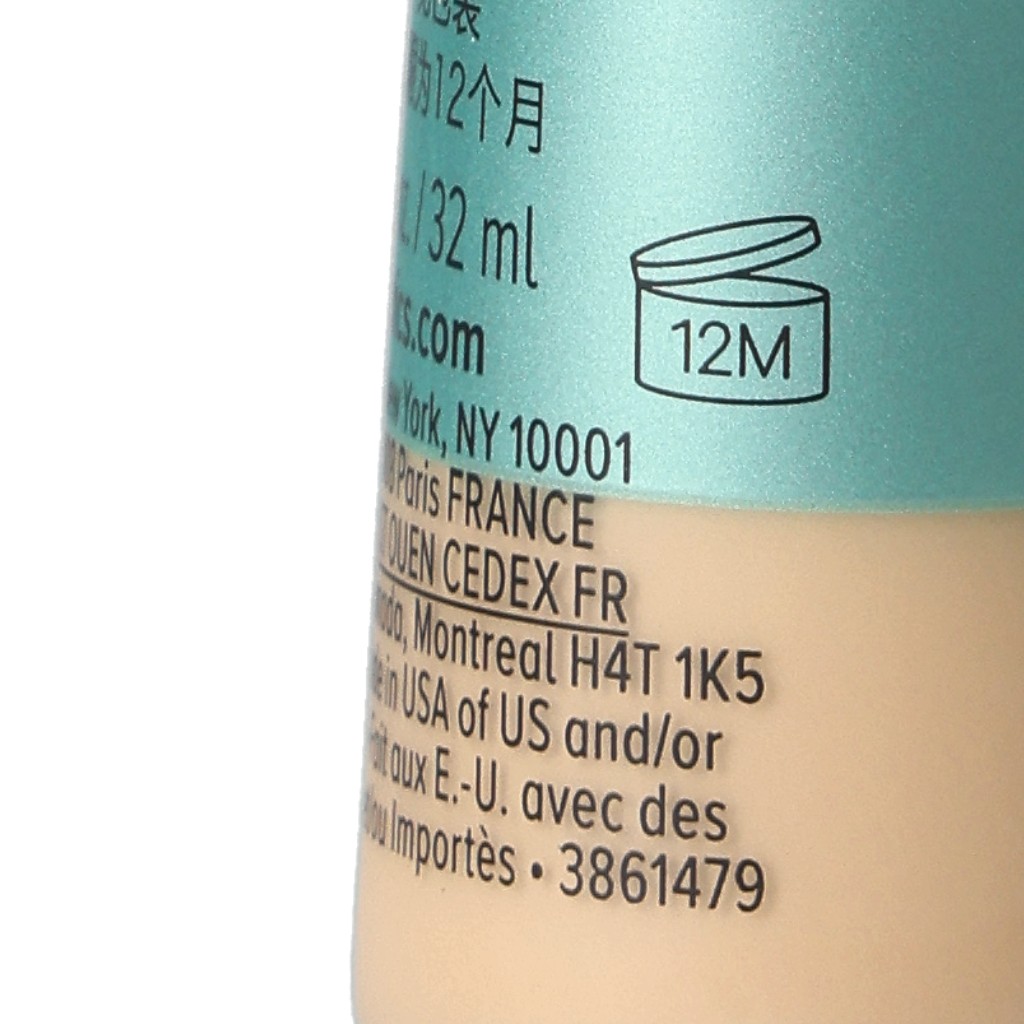 12个月
/ 32 ml
.com
12M
York, NY 10001
Paris FRANCE
OUEN CEDEX FR
Montreal H4T 1K5
in USA of US and/or
aux E.-U. avec des
Importès • 3861479